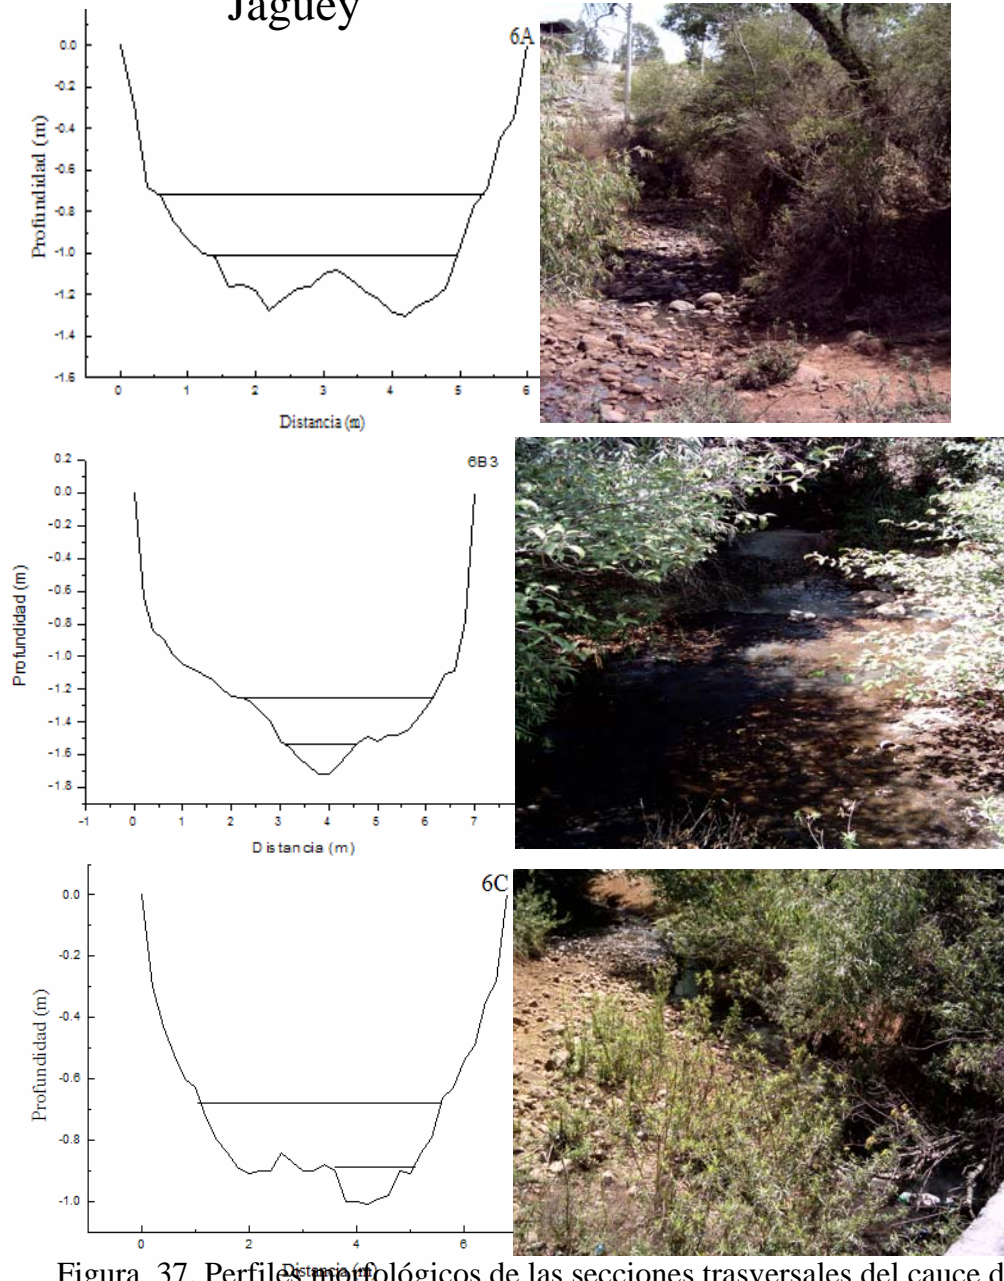 Jaguey
6A
Profundidad (m)
0.0
-0.2
-0.4
-0.6
-0.8
-1.0
-1.2
-1.4
-1.6
0 1 2 3 4 5 6
Distancia (m)
6B3
Profundidad (m)
0.2
0.0
-0.2
-0.4
-0.6
-0.8
-1.0
-1.2
-1.4
-1.6
-1.8
-1 0 1 2 3 4 5 6 7
Distancia (m)
6C
Profundidad (m)
0.0
-0.2
-0.4
-0.6
-0.8
-1.0
0 2 4 6
Distancia (m)
Figura 37. Perfiles morfológicos de las secciones trasversales del cauce